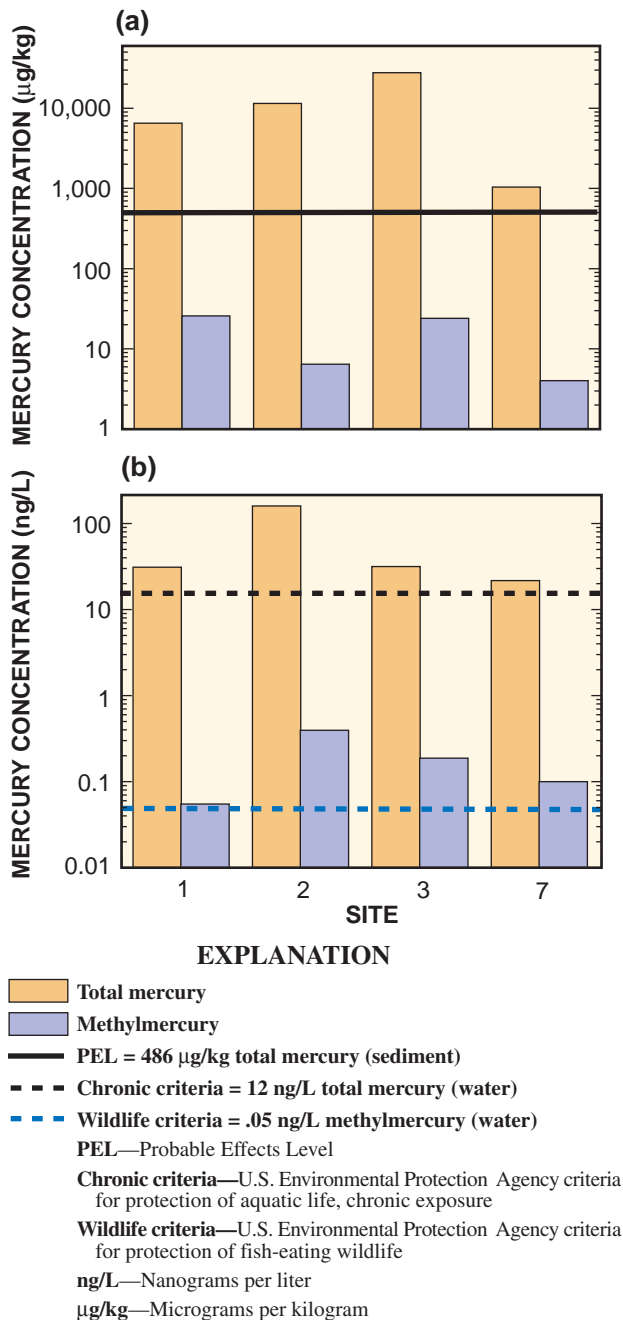 (a)
MERCURY CONCENTRATION (µg/kg)
10,000
1,000
100
10
1
(b)
MERCURY CONCENTRATION (ng/L)
100
10
1
0.1
0.01
1 2 3 7
SITE
EXPLANATION
Total mercury
Methylmercury
PEL = 486 µg/kg total mercury (sediment)
Chronic criteria = 12 ng/L total mercury (water)
Wildlife criteria = .05 ng/L methylmercury (water)
PEL—Probable Effects Level
Chronic criteria—U.S. Environmental Protection Agency criteria
for protection of aquatic life, chronic exposure
Wildlife criteria—U.S. Environmental Protection Agency criteria
for protection of fish-eating wildlife
ng/L—Nanograms per liter
µg/kg—Micrograms per kilogram